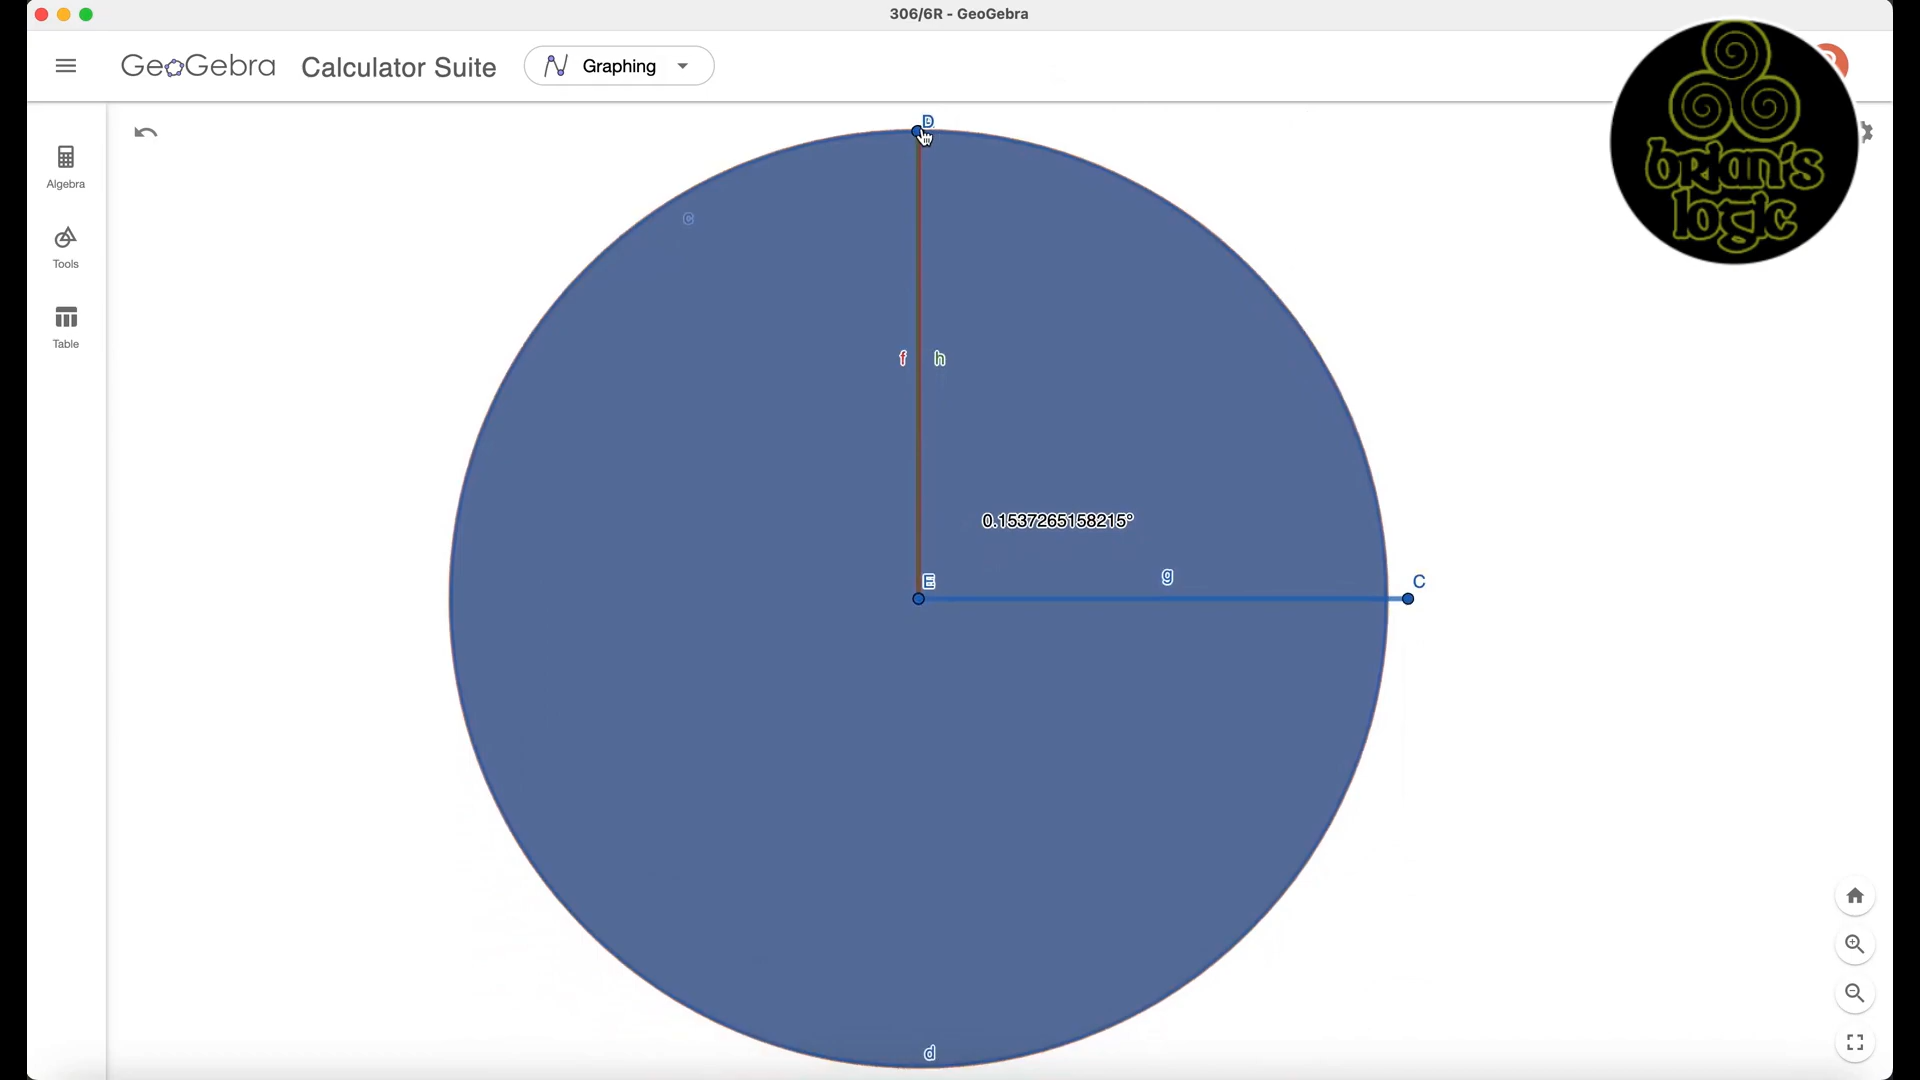 306/6R - GeoGebra
GeoGebra Calculator Suite Graphing
brian's
logic
Algebra
Tools
Table
D
c
f h
0.1537265158215°
E g C
d